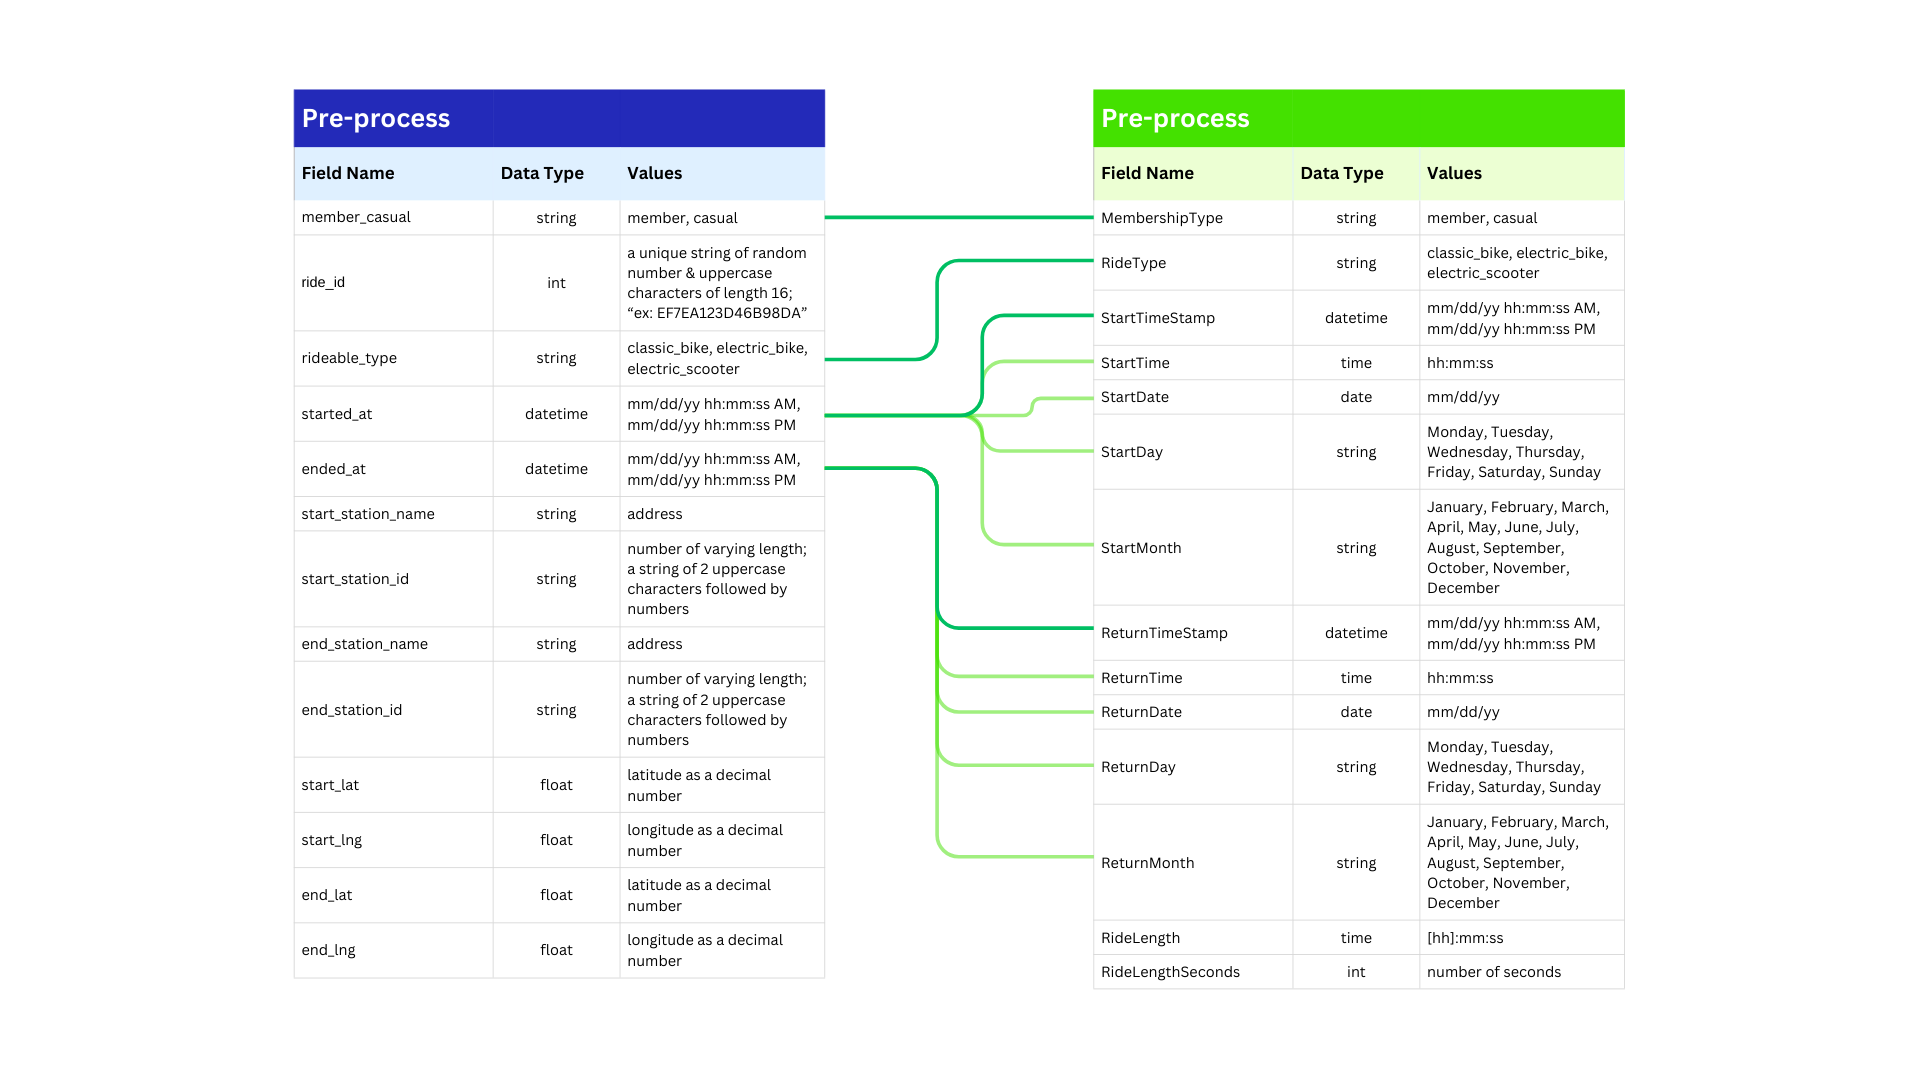 Pre-process
Field Name Data Type Values
member_casual string member, casual
ride_id int a unique string of random
number & uppercase
characters of length 16;
“ex: EF7EA123D46B98DA”
rideable_type string classic_bike, electric_bike,
electric_scooter
started_at datetime mm/dd/yy hh:mm:ss AM,
mm/dd/yy hh:mm:ss PM
ended_at datetime mm/dd/yy hh:mm:ss AM,
mm/dd/yy hh:mm:ss PM
start_station_name string address
start_station_id string number of varying length;
a string of 2 uppercase
characters followed by
numbers
end_station_name string address
end_station_id string number of varying length;
a string of 2 uppercase
characters followed by
numbers
start_lat float latitude as a decimal
number
start_lng float longitude as a decimal
number
end_lat float latitude as a decimal
number
end_lng float longitude as a decimal
number
Pre-process
Field Name Data Type Values
MembershipType string member, casual
RideType string classic_bike, electric_bike,
electric_scooter
StartTimeStamp datetime mm/dd/yy hh:mm:ss AM,
mm/dd/yy hh:mm:ss PM
StartTime time hh:mm:ss
StartDate date mm/dd/yy
StartDay string Monday, Tuesday,
Wednesday, Thursday,
Friday, Saturday, Sunday
StartMonth string January, February, March,
April, May, June, July,
August, September,
October, November,
December
ReturnTimeStamp datetime mm/dd/yy hh:mm:ss AM,
mm/dd/yy hh:mm:ss PM
ReturnTime time hh:mm:ss
ReturnDate date mm/dd/yy
ReturnDay string Monday, Tuesday,
Wednesday, Thursday,
Friday, Saturday, Sunday
ReturnMonth string January, February, March,
April, May, June, July,
August, September,
October, November,
December
RideLength time [hh]:mm:ss
RideLengthSeconds int number of seconds